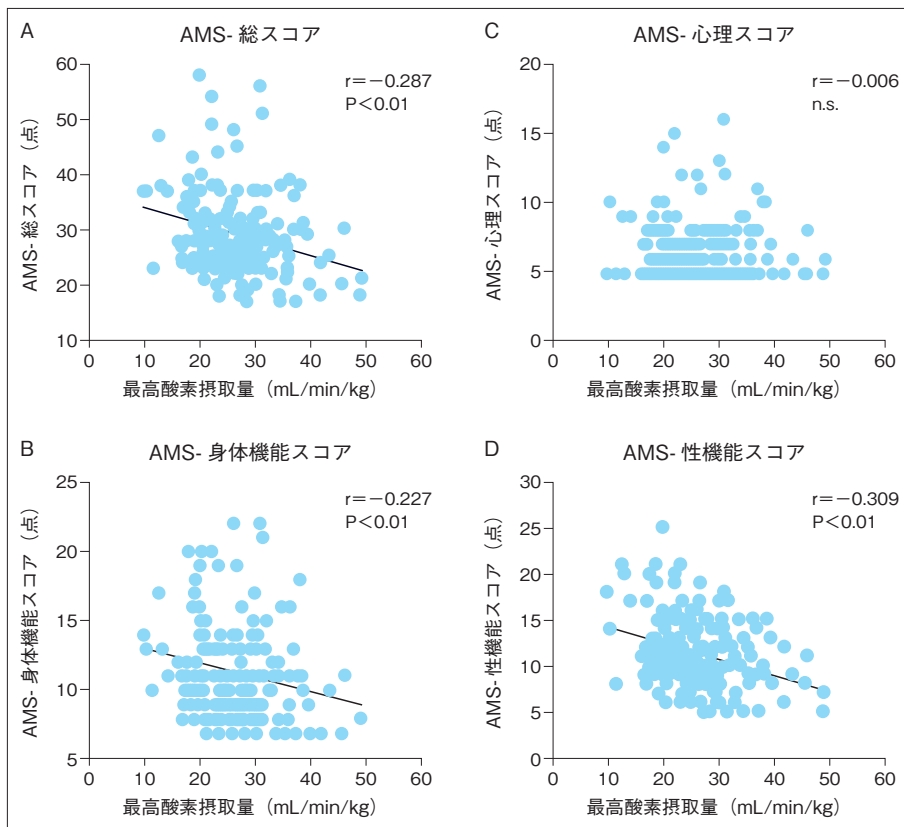 A
AMS- 総スコア
r=−0.287
P<0.01
AMS- 総スコア（点）
60
50
40
30
20
10
0
10
20
30
40
50
60
最高酸素摂取量（mL/min/kg）
B
AMS- 身体機能スコア
r=−0.227
P<0.01
AMS- 身体機能スコア（点）
25
20
15
10
5
0
10
20
30
40
50
60
最高酸素摂取量（mL/min/kg）
C
AMS- 心理スコア
r=−0.006
n.s.
AMS- 心理スコア（点）
20
15
10
5
0
0
10
20
30
40
50
60
最高酸素摂取量（mL/min/kg）
D
AMS- 性機能スコア
r=−0.309
P<0.01
AMS- 性機能スコア（点）
30
25
20
15
10
5
0
0
10
20
30
40
50
60
最高酸素摂取量（mL/min/kg）